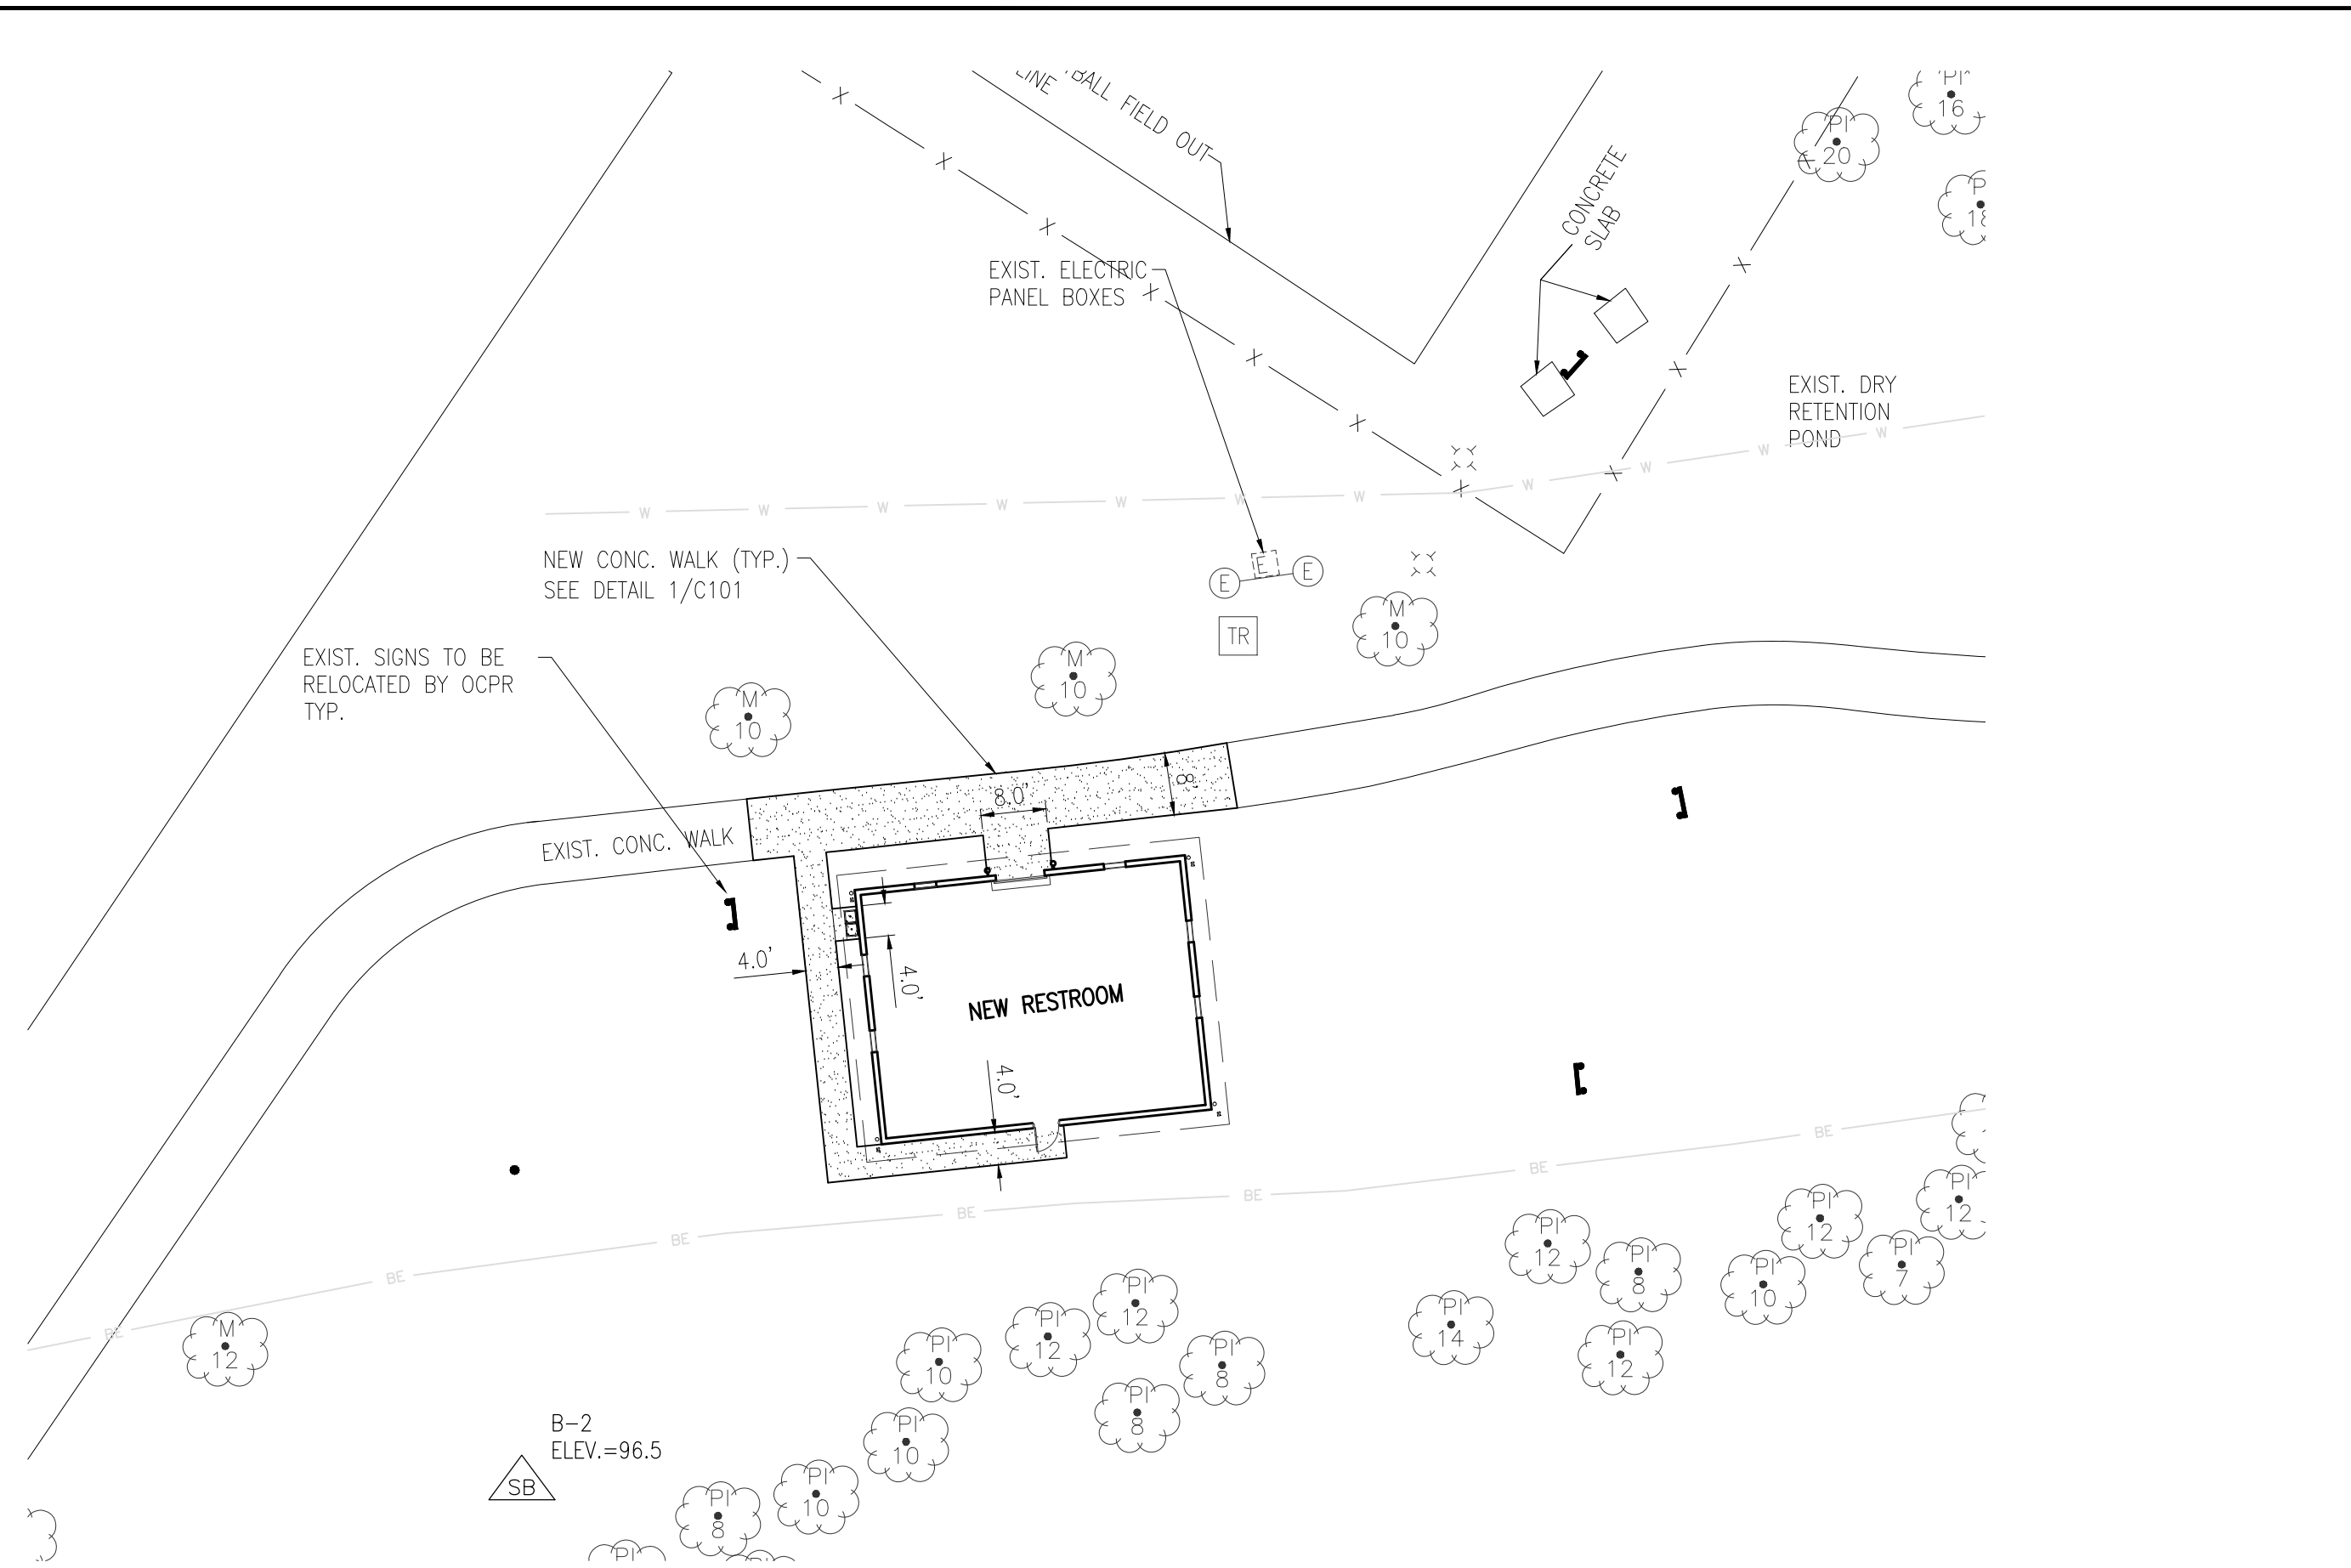 LINE
BALL FIELD OUT
PI
16
PI
20
18
CONCRETE
SLAB
EXIST. ELECTRIC
PANEL BOXES
X X X X X X X
X X X X X
EXIST. DRY
RETENTION
POND
W W W W W W W W W W W
NEW CONC. WALK (TYP.)
SEE DETAIL 1/C101
E E E
TR
M
10
M
10
M
10
EXIST. SIGNS TO BE
RELOCATED BY OCPR
TYP.
8'
8.0'
EXIST. CONC. WALK
4.0'
4.0'
NEW RESTROOM
4.0'
BE BE BE BE BE BE BE
M
12
PI
12
PI
12
PI
12
PI
8
PI
10
PI
7
PI
14
PI
12
PI
12
PI
12
PI
10
PI
8
PI
8
PI
10
PI
10
PI
8
B-2
ELEV.=96.5
SB
PI
PI